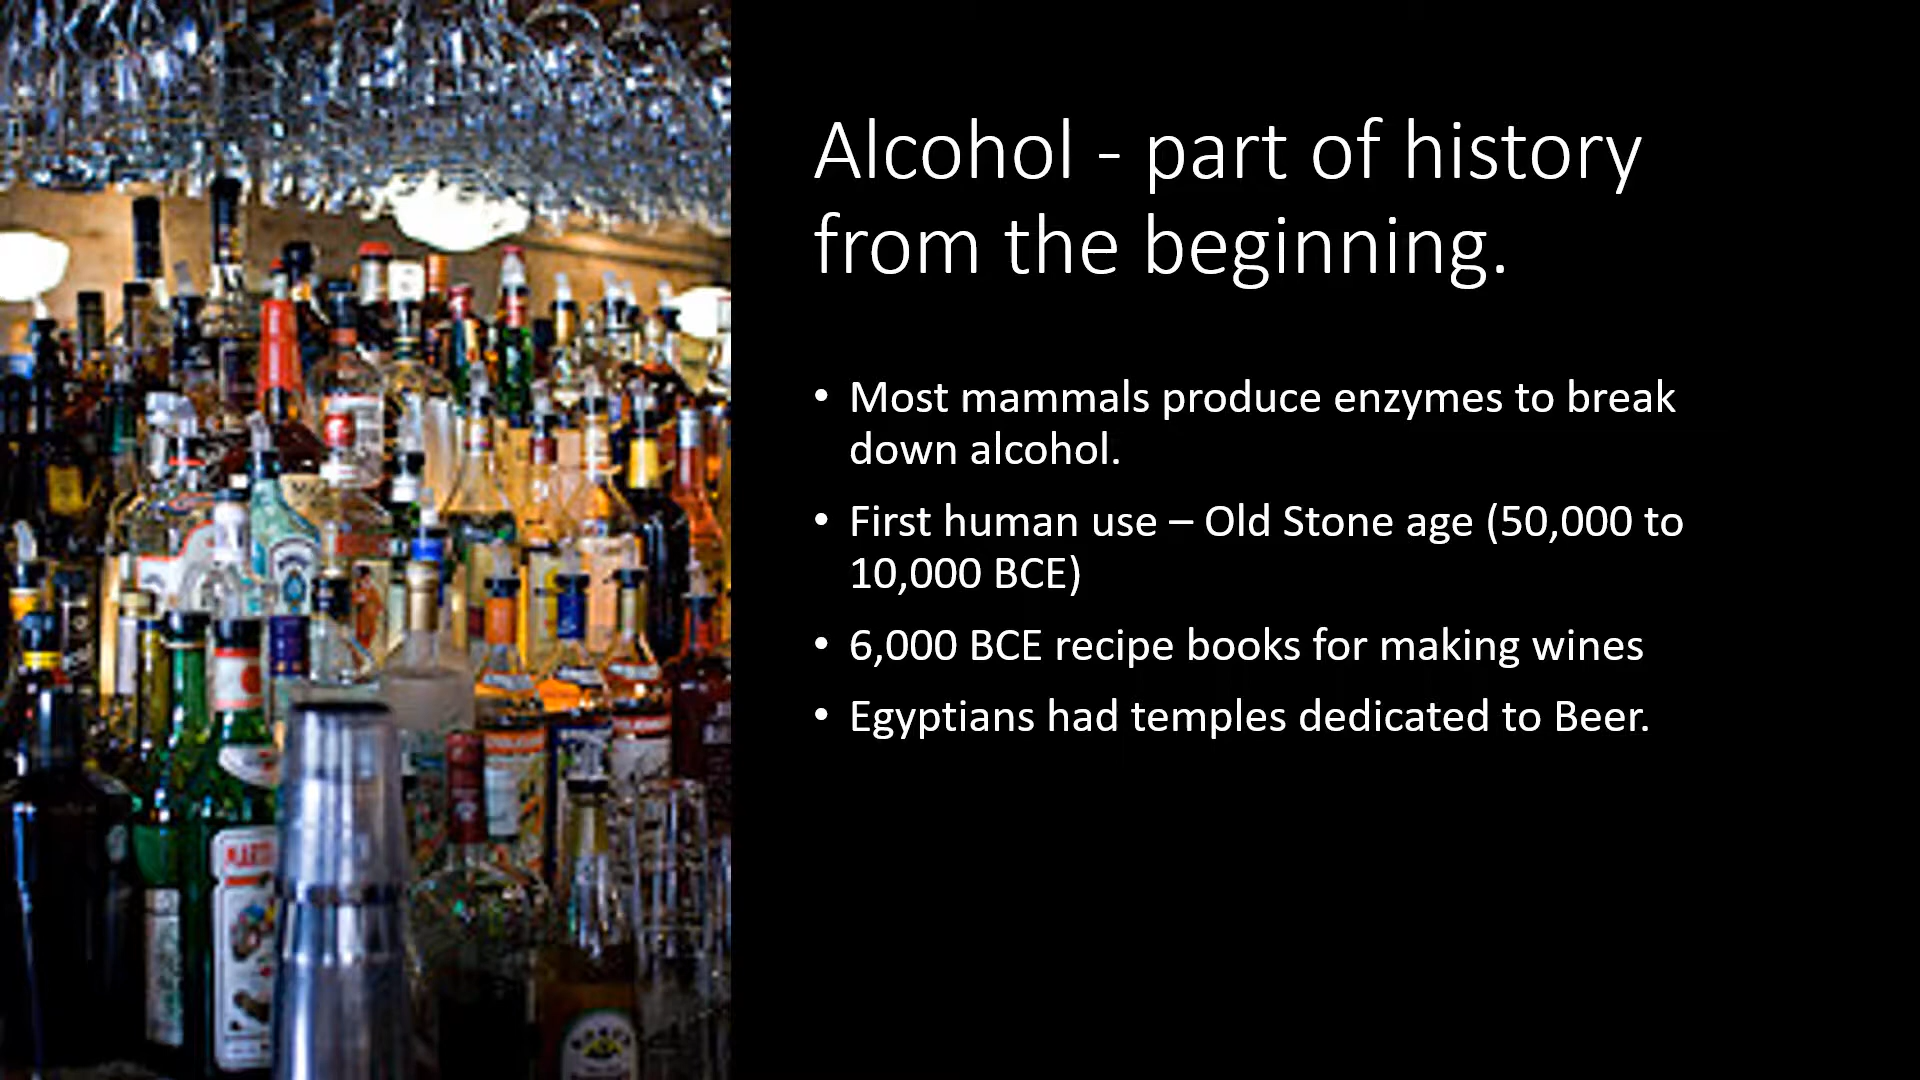 Alcohol - part of history
from the beginning.
• Most mammals produce enzymes to break
down alcohol.
• First human use – Old Stone age (50,000 to
10,000 BCE)
• 6,000 BCE recipe books for making wines
• Egyptians had temples dedicated to Beer.